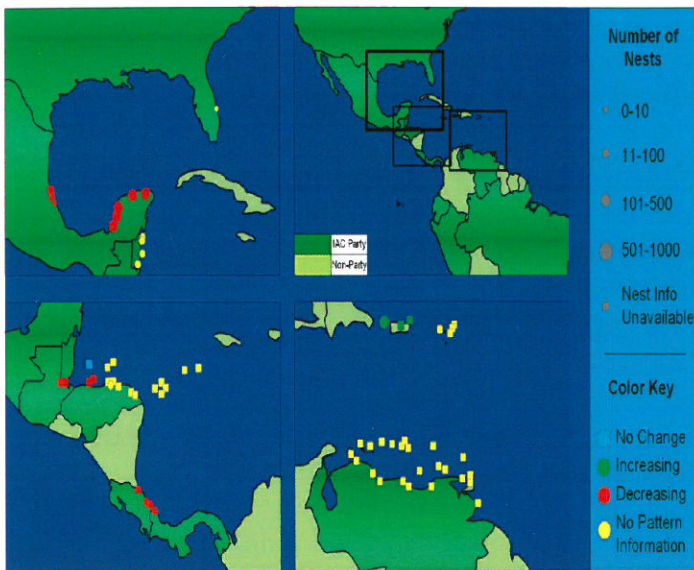 IAC Party
Non-Party
Number of
Nests
0-10
11-100
101-500
501-1000
Nest Info
Unavailable
Color Key
No Change
Increasing
Decreasing
No Pattern
Information